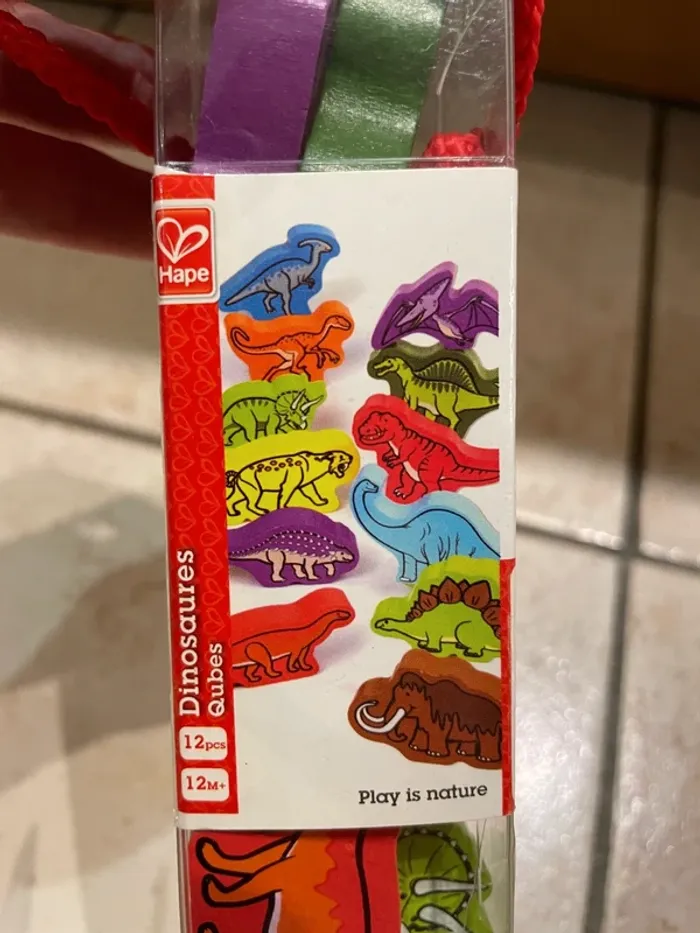 Hape
Dinosaures
Qubes
12pcs
12M+
Play is nature